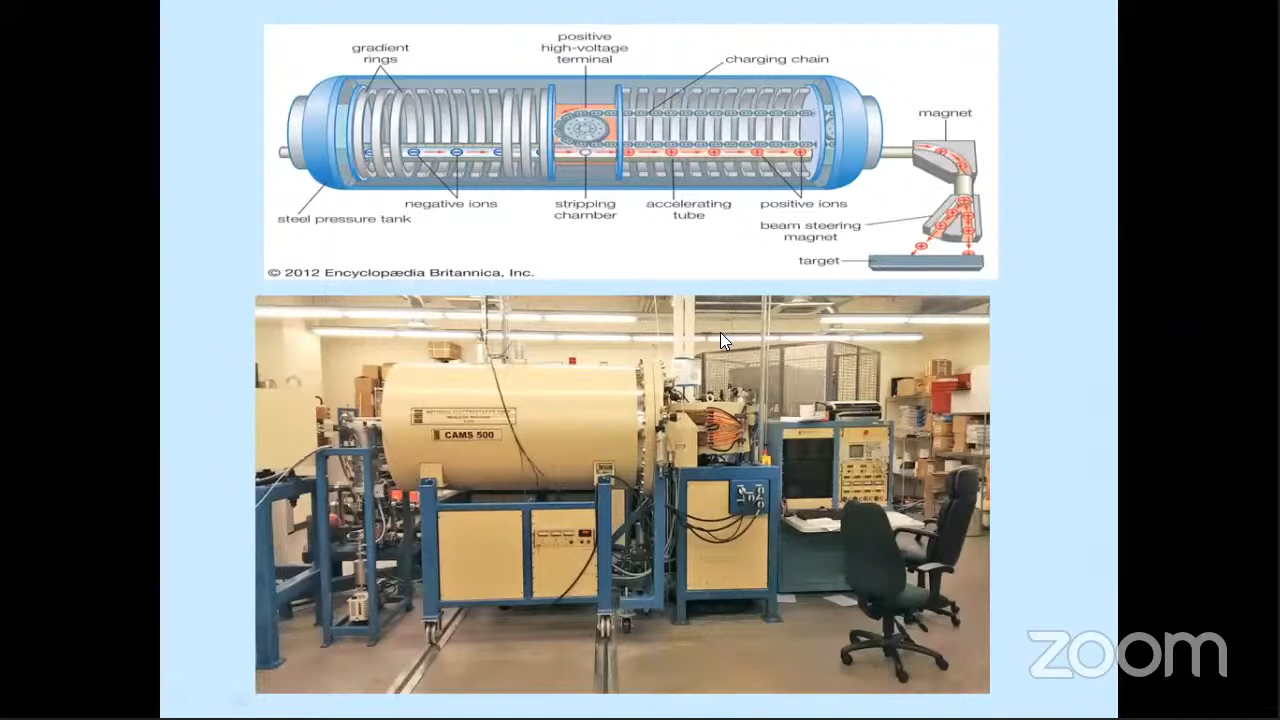 positive
high-voltage
terminal
gradient
rings
charging chain
magnet
negative ions
stripping
chamber
accelerating
tube
positive ions
steel pressure tank
beam steering
magnet
target
© 2012 Encyclopædia Britannica, Inc.
CAMS 500
zoom